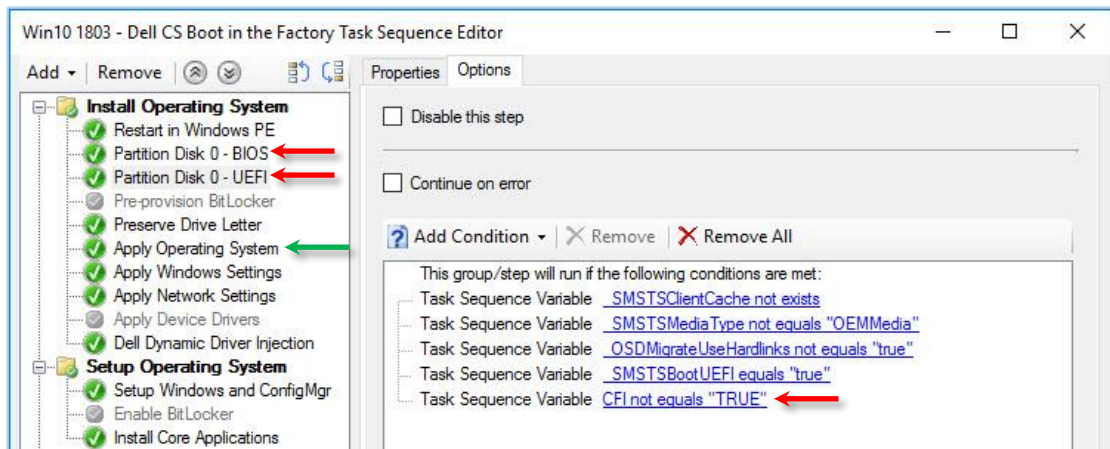 Win10 1803 - Dell CS Boot in the Factory Task Sequence Editor
Add Remove
Properties Options
Install Operating System
Restart in Windows PE
Partition Disk 0 - BIOS
Partition Disk 0 - UEFI
Pre-provision BitLocker
Preserve Drive Letter
Apply Operating System
Apply Windows Settings
Apply Network Settings
Apply Device Drivers
Dell Dynamic Driver Injection
Setup Operating System
Setup Windows and ConfigMgr
Enable BitLocker
Install Core Applications
Disable this step
Continue on error
Add Condition Remove Remove All
This group/step will run if the following conditions are met:
Task Sequence Variable _SMSTSClientCache not exists
Task Sequence Variable _SMSTSMediaType not equals "OEMMedia"
Task Sequence Variable _OSDMigrateUseHardlinks not equals "true"
Task Sequence Variable _SMSTSBootUEFI equals "true"
Task Sequence Variable CFI not equals "TRUE"